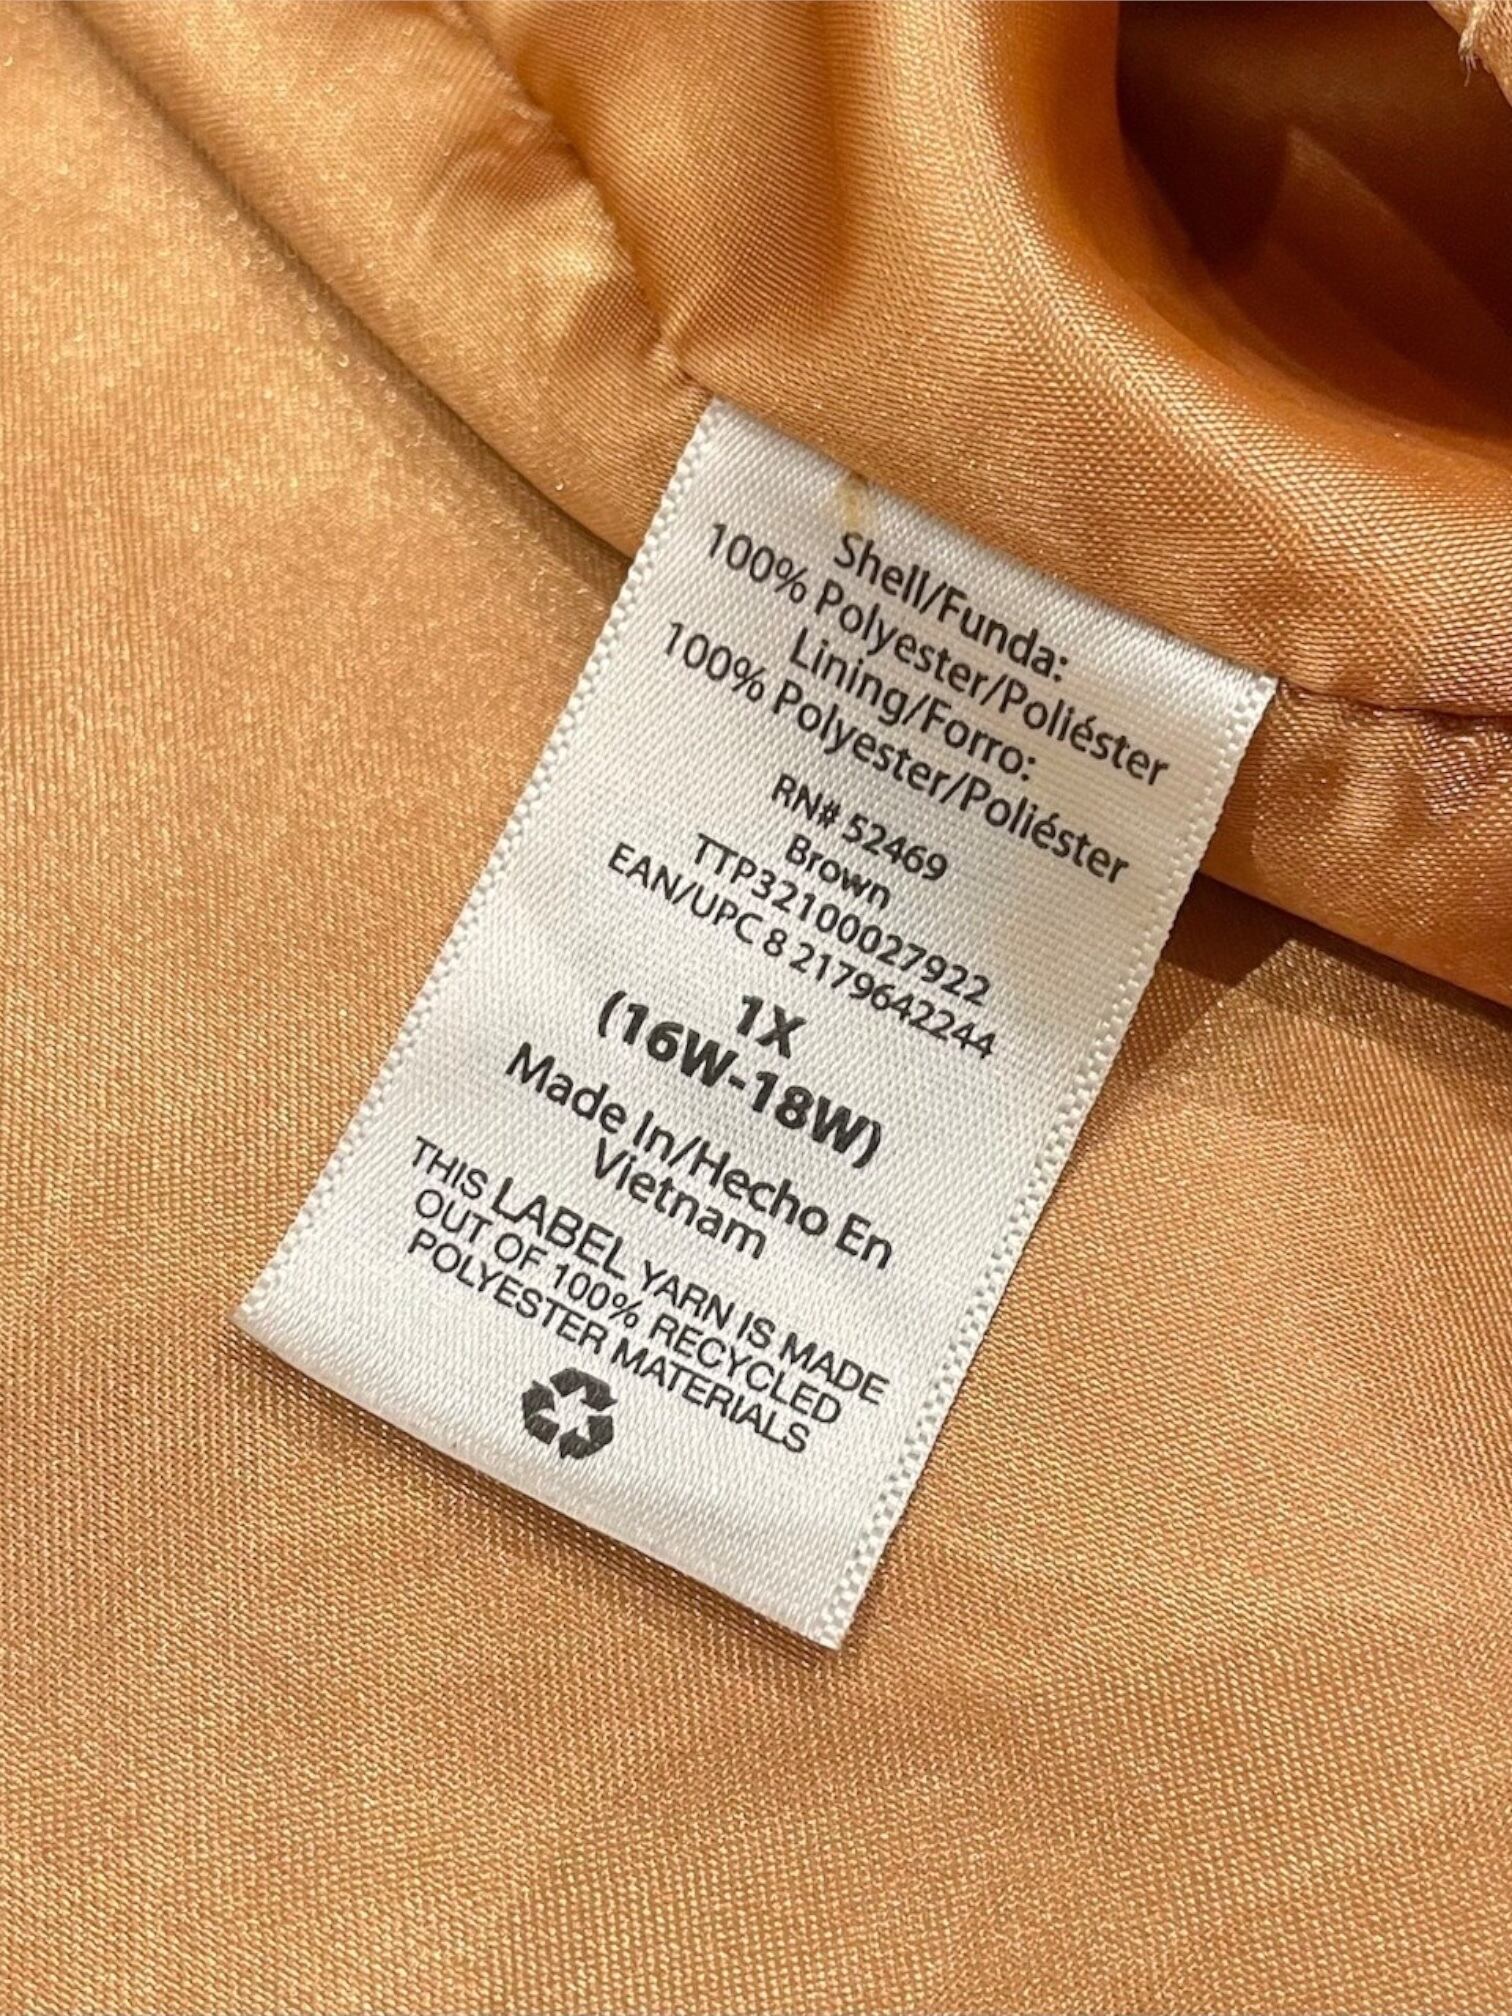 Shell/Funda:
100% Polyester/Poliéster
Lining/Forro:
100% Polyester/Poliéster
RN# 52469
Brown
TTP32100027922
EAN/UPC 8 2179642244
1X
(16W-18W)
Made In/Hecho En
Vietnam
THIS LABEL YARN IS MADE
OUT OF 100% RECYCLED
POLYESTER MATERIALS